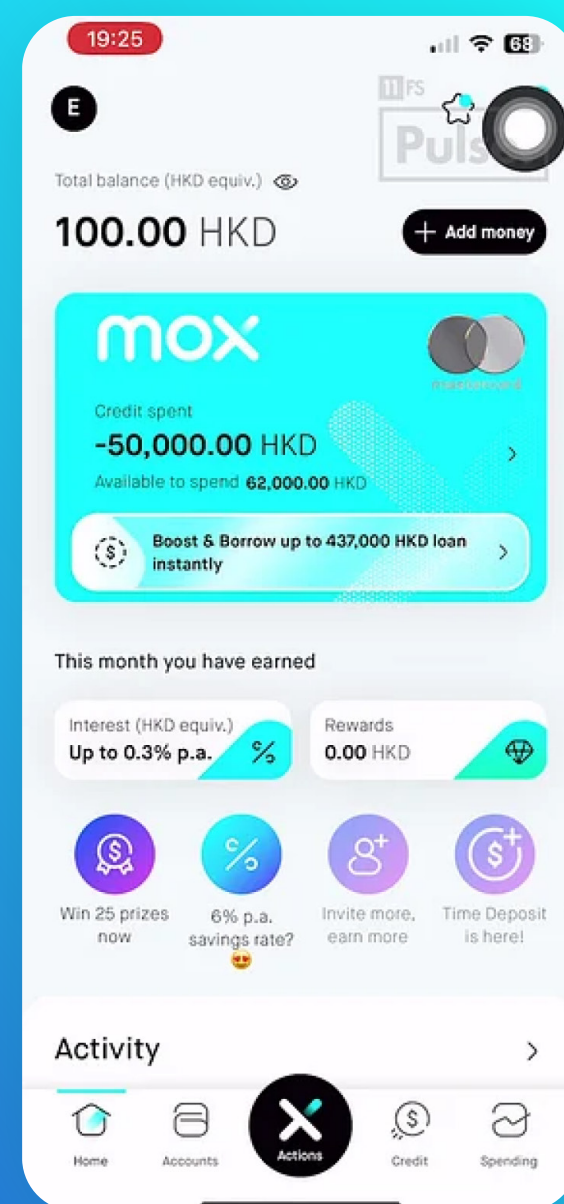 19:25
68
E
11 FS
Total balance (HKD equiv.)
100.00 HKD
+ Add money
mox
mastercard
Credit spent
-50,000.00 HKD
Available to spend 62,000.00 HKD
Boost & Borrow up to 437,000 HKD loan
instantly
This month you have earned
Interest (HKD equiv.)
Up to 0.3% p.a.
Rewards
0.00 HKD
Win 25 prizes
now
6% p.a.
savings rate?
😍
Invite more,
earn more
Time Deposit
is here!
Activity
Home
Accounts
Actions
Credit
Spending